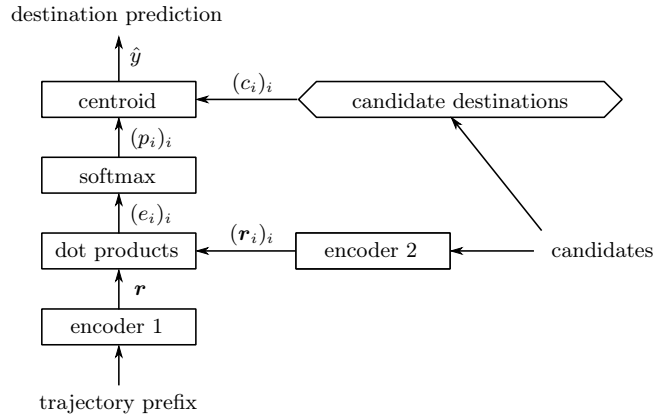 destination prediction
ŷ
centroid
(c_i)_i
candidate destinations
(p_i)_i
softmax
(e_i)_i
dot products
(r_i)_i
encoder 2
candidates
r
encoder 1
trajectory prefix